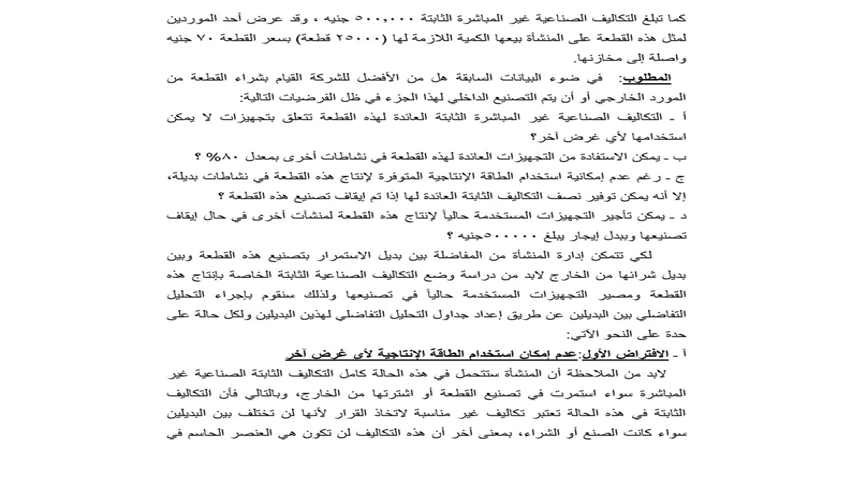 كما تبلغ التكاليف الصناعية غير المباشرة الثابتة ٥٠٠,٠٠٠ جنيه ، وقد عرض أحد الموردين
لمثل هذه القطعة على المنشأة بيعها الكمية اللازمة لها (٢٥٠٠٠ قطعة) بسعر القطعة ٧٠ جنيه
واصلة إلى مخازنها.
المطلوب: في ضوء البيانات السابقة هل من الأفضل للشركة القيام بشراء القطعة من
المورد الخارجي أو أن يتم التصنيع الداخلي لهذا الجزء في ظل الفرضيات التالية:
أ ـ التكاليف الصناعية غير المباشرة الثابتة العائدة لهذه القطعة تتعلق بتجهيزات لا يمكن
استخدامها لأي غرض آخر؟
ب ـ يمكن الاستفادة من التجهيزات العائدة لهذه القطعة في نشاطات أخرى بمعدل ٨٠% ؟
ج ـ رغم عدم إمكانية استخدام الطاقة الإنتاجية المتوفرة لإنتاج هذه القطعة في نشاطات بديلة،
إلا أنه يمكن توفير نصف التكاليف الثابتة العائدة لها إذا تم إيقاف تصنيع هذه القطعة ؟
د ـ يمكن تأجير التجهيزات المستخدمة حالياً لإنتاج هذه القطعة لمنشآت أخرى في حال إيقاف
تصنيعها وببدل إيجار يبلغ ٥٠٠٠٠٠جنيه ؟
لكي تتمكن إدارة المنشأة من المفاضلة بين بديل الاستمرار بتصنيع هذه القطعة وبين
بديل شرائها من الخارج لابد من دراسة وضع التكاليف الصناعية الثابتة الخاصة بإنتاج هذه
القطعة ومصير التجهيزات المستخدمة حالياً في تصنيعها ولذلك سنقوم بإجراء التحليل
التفاضلي بين البديلين عن طريق إعداد جداول التحليل التفاضلي لهذين البديلين ولكل حالة على
حدة على النحو الآتي:
أ ـ الافتراض الأول:عدم إمكان استخدام الطاقة الإنتاجية لأي غرض آخر
لابد من الملاحظة أن المنشأة ستتحمل في هذه الحالة كامل التكاليف الثابتة الصناعية غير
المباشرة سواء استمرت في تصنيع القطعة أو اشترتها من الخارج، وبالتالي فأن التكاليف
الثابتة في هذه الحالة تعتبر تكاليف غير مناسبة لاتخاذ القرار لأنها لن تختلف بين البديلين
سواء كانت الصنع أو الشراء، بمعنى أخر أن هذه التكاليف لن تكون هي العنصر الحاسم في